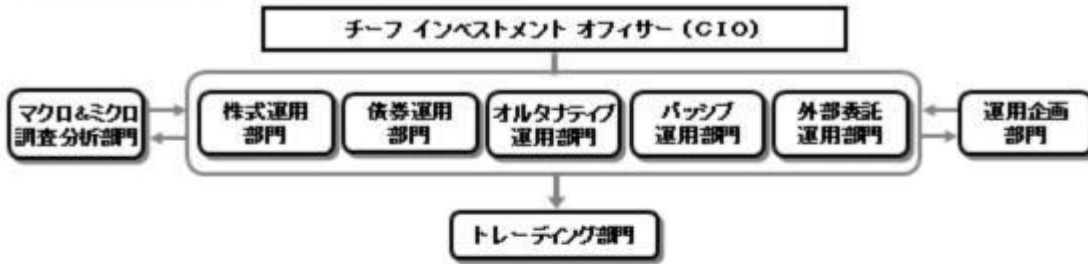 チーフ インベストメント オフィサー（CIO）
マクロ&ミクロ
調査分析部門
株式運用
部門
債券運用
部門
オルタナティブ
運用部門
パッシブ
運用部門
外部委託
運用部門
運用企画
部門
トレーディング部門